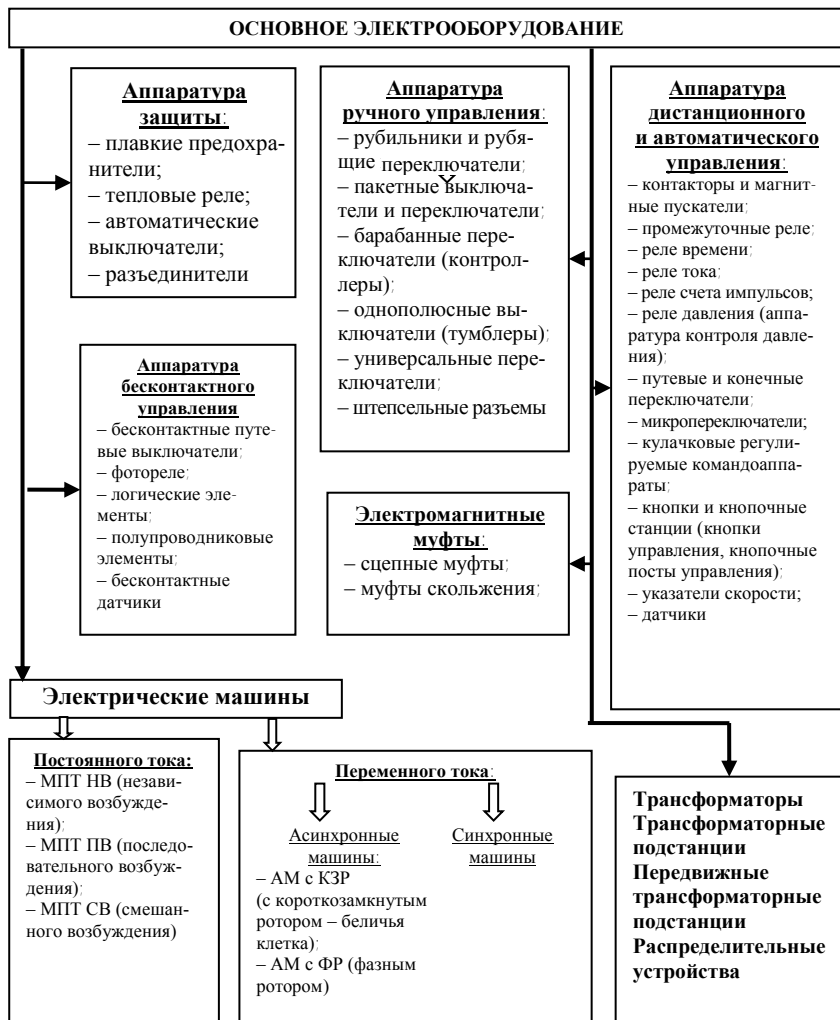 ОСНОВНОЕ ЭЛЕКТРООБОРУДОВАНИЕ
Аппаратура
защиты:
– плавкие предохра-
нители;
– тепловые реле;
– автоматические
выключатели;
– разъединители
Аппаратура
ручного управления:
– рубильники и рубя-
щие переключатели;
– пакетные выключа-
тели и переключатели;
– барабанные пере-
ключатели (контрол-
леры);
– однополюсные вы-
ключатели (тумблеры);
– универсальные пере-
ключатели;
– штепсельные разъемы
Аппаратура
дистанционного
и автоматического
управления:
– контакторы и магнит-
ные пускатели;
– промежуточные реле;
– реле времени;
– реле тока;
– реле счета импульсов;
– реле давления (аппа-
ратура контроля давле-
ния);
– путевые и конечные
переключатели;
– микропереключатели;
– кулачковые регули-
руемые командоаппа-
раты;
– кнопки и кнопочные
станции (кнопки
управления, кнопочные
посты управления);
– указатели скорости;
– датчики
Аппаратура
бесконтактного
управления
– бесконтактные путе-
вые выключатели;
– фотореле;
– логические эле-
менты;
– полупроводниковые
элементы;
– бесконтактные
датчики
Электромагнитные
муфты:
– сцепные муфты;
– муфты скольжения;
Электрические машины
Постоянного тока:
– МПТ НВ (незави-
симого возбужде-
ния);
– МПТ ПВ (последо-
вательного возбуж-
дения);
– МПТ СВ (смешан-
ного возбуждения)
Переменного тока:
Асинхронные
машины:
– АМ с КЗР
(с короткозамкнутым
ротором – беличья
клетка);
– АМ с ФР (фазным
ротором)
Синхронные
машины
Трансформаторы
Трансформаторные
подстанции
Передвижные
трансформаторные
подстанции
Распределительные
устройства